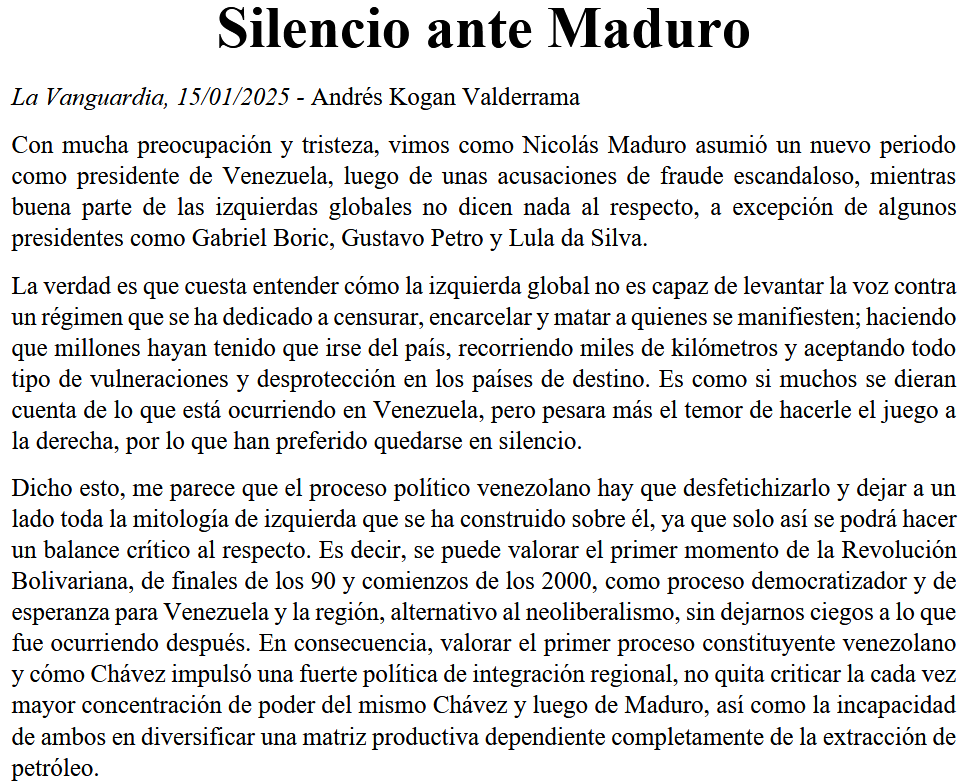 Silencio ante Maduro
La Vanguardia, 15/01/2025 - Andrés Kogan Valderrama
Con mucha preocupación y tristeza, vimos como Nicolás Maduro asumió un nuevo periodo
como presidente de Venezuela, luego de unas acusaciones de fraude escandaloso, mientras
buena parte de las izquierdas globales no dicen nada al respecto, a excepción de algunos
presidentes como Gabriel Boric, Gustavo Petro y Lula da Silva.
La verdad es que cuesta entender cómo la izquierda global no es capaz de levantar la voz contra
un régimen que se ha dedicado a censurar, encarcelar y matar a quienes se manifiesten; haciendo
que millones hayan tenido que irse del país, recorriendo miles de kilómetros y aceptando todo
tipo de vulneraciones y desprotección en los países de destino. Es como si muchos se dieran
cuenta de lo que está ocurriendo en Venezuela, pero pesara más el temor de hacerle el juego a
la derecha, por lo que han preferido quedarse en silencio.
Dicho esto, me parece que el proceso político venezolano hay que desfetichizarlo y dejar a un
lado toda la mitología de izquierda que se ha construido sobre él, ya que solo así se podrá hacer
un balance crítico al respecto. Es decir, se puede valorar el primer momento de la Revolución
Bolivariana, de finales de los 90 y comienzos de los 2000, como proceso democratizador y de
esperanza para Venezuela y la región, alternativo al neoliberalismo, sin dejarnos ciegos a lo que
fue ocurriendo después. En consecuencia, valorar el primer proceso constituyente venezolano
y cómo Chávez impulsó una fuerte política de integración regional, no quita criticar la cada vez
mayor concentración de poder del mismo Chávez y luego de Maduro, así como la incapacidad
de ambos en diversificar una matriz productiva dependiente completamente de la extracción de
petróleo.